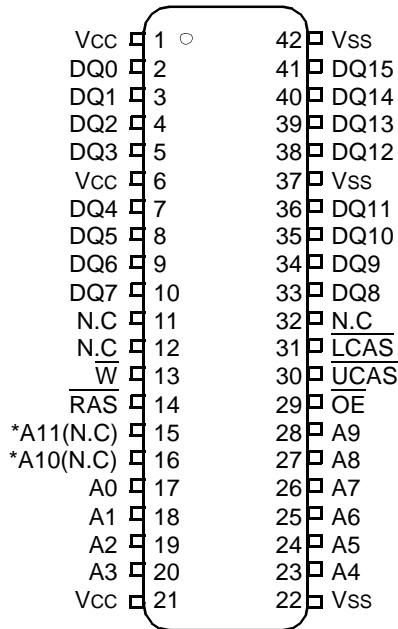 Vcc 1 42 Vss
DQ0 2 41 DQ15
DQ1 3 40 DQ14
DQ2 4 39 DQ13
DQ3 5 38 DQ12
Vcc 6 37 Vss
DQ4 7 36 DQ11
DQ5 8 35 DQ10
DQ6 9 34 DQ9
DQ7 10 33 DQ8
N.C 11 32 N.C
N.C 12 31 L̅C̅A̅S̅
W̅ 13 30 U̅C̅A̅S̅
R̅A̅S̅ 14 29 O̅E̅
*A11(N.C) 15 28 A9
*A10(N.C) 16 27 A8
A0 17 26 A7
A1 18 25 A6
A2 19 24 A5
A3 20 23 A4
Vcc 21 22 Vss